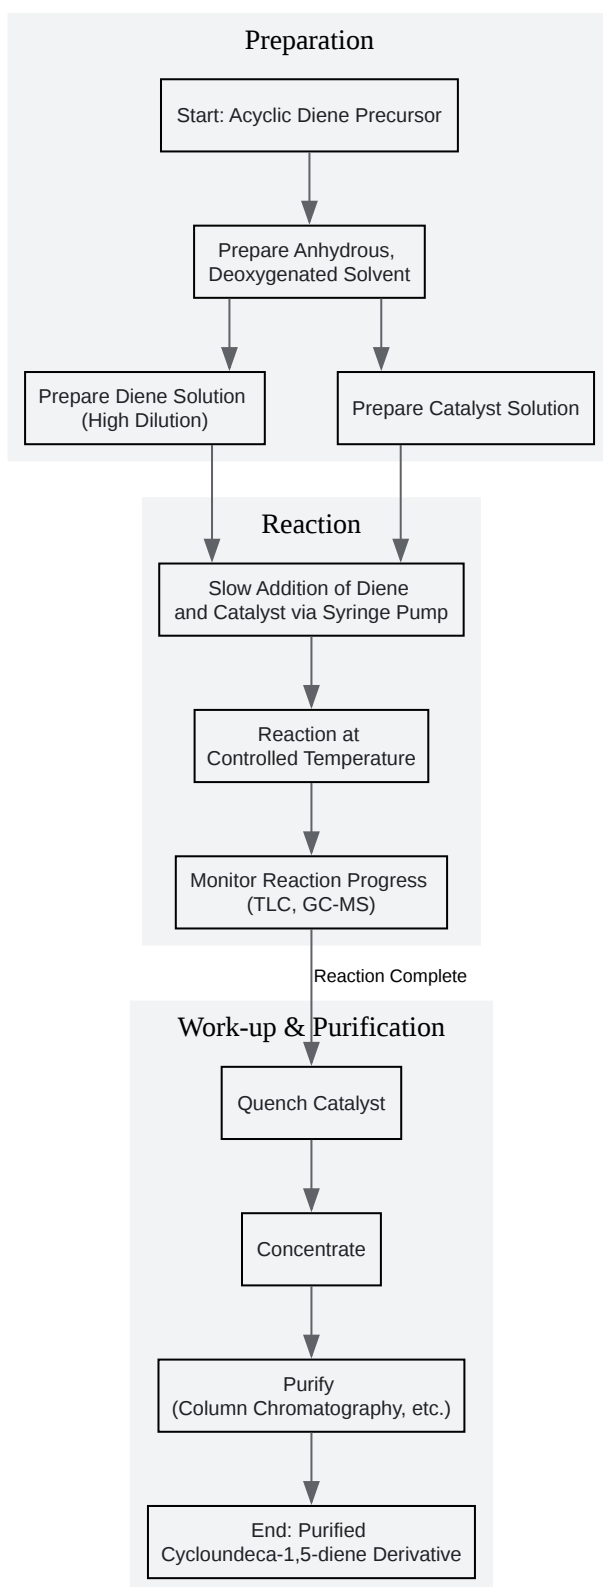 Preparation
Start: Acyclic Diene Precursor
Prepare Anhydrous,
Deoxygenated Solvent
Prepare Diene Solution
(High Dilution)
Prepare Catalyst Solution
Reaction
Slow Addition of Diene
and Catalyst via Syringe Pump
Reaction at
Controlled Temperature
Monitor Reaction Progress
(TLC, GC-MS)
Reaction Complete
Work-up & Purification
Quench Catalyst
Concentrate
Purify
(Column Chromatography, etc.)
End: Purified
Cycloundeca-1,5-diene Derivative